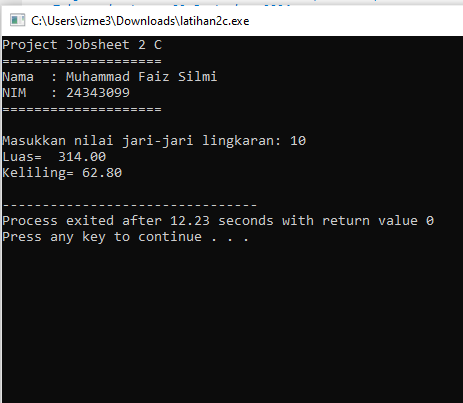 C:\Users\izme3\Downloads\latihan2c.exe
Project Jobsheet 2 C
====================
Nama  : Muhammad Faiz Silmi
NIM   : 24343099
====================
Masukkan nilai jari-jari lingkaran: 10
Luas=  314.00
Keliling= 62.80
--------------------------------
Process exited after 12.23 seconds with return value 0
Press any key to continue . . .